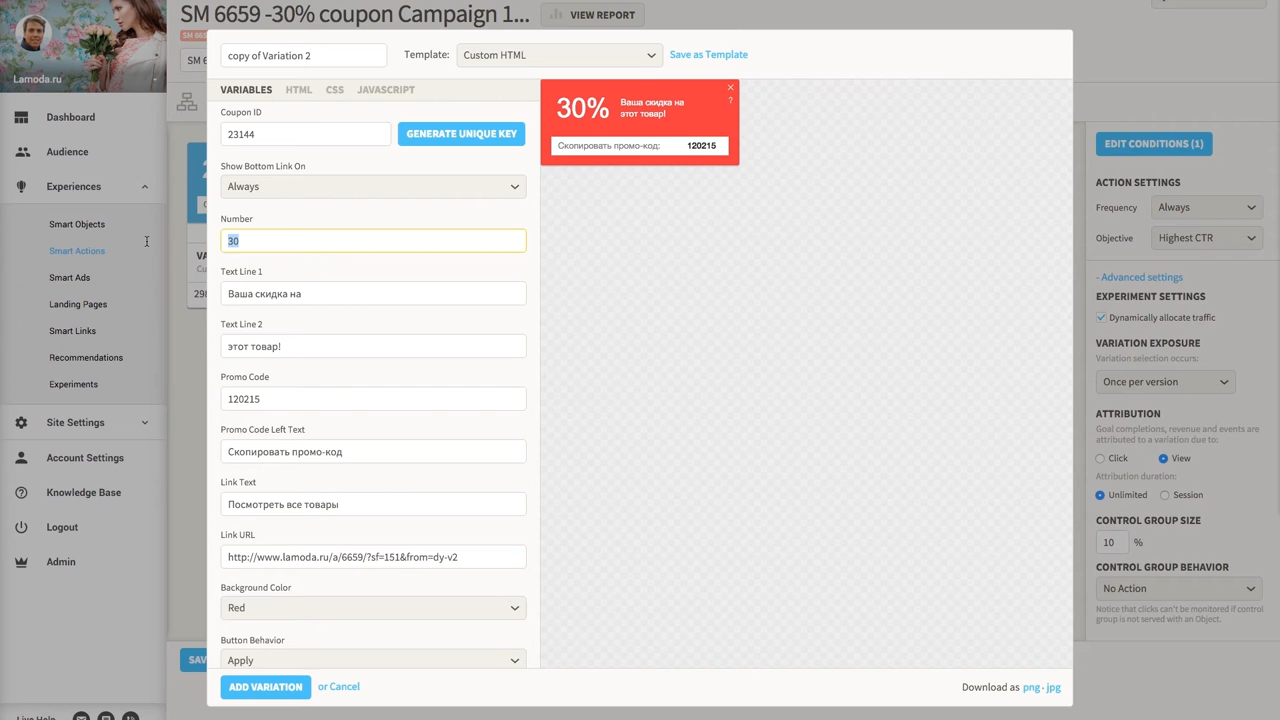 SM 6659 -30% coupon Campaign 1...
VIEW REPORT
Lamoda.ru
Dashboard
Audience
Experiences
Smart Objects
Smart Actions
Smart Ads
Landing Pages
Smart Links
Recommendations
Experiments
Site Settings
Account Settings
Knowledge Base
Logout
Admin
copy of Variation 2
Template:
Custom HTML
Save as Template
VARIABLES
HTML
CSS
JAVASCRIPT
Coupon ID
23144
GENERATE UNIQUE KEY
Show Bottom Link On
Always
Number
30
Text Line 1
Ваша скидка на
Text Line 2
этот товар!
Promo Code
120215
Promo Code Left Text
Скопировать промо-код
Link Text
Посмотреть все товары
Link URL
http://www.lamoda.ru/a/6659/?sf=151&from=dy-v2
Background Color
Red
Button Behavior
Apply
ADD VARIATION
or Cancel
30%
Ваша скидка на
этот товар!
?
Скопировать промо-код:
120215
Download as png · jpg
EDIT CONDITIONS (1)
ACTION SETTINGS
Frequency
Always
Objective
Highest CTR
- Advanced settings
EXPERIMENT SETTINGS
Dynamically allocate traffic
VARIATION EXPOSURE
Variation selection occurs:
Once per version
ATTRIBUTION
Goal completions, revenue and events are
attributed to a variation due to:
Click
View
Attribution duration:
Unlimited
Session
CONTROL GROUP SIZE
10
%
CONTROL GROUP BEHAVIOR
No Action
Notice that clicks can't be monitored if control
group is not served with an Object.